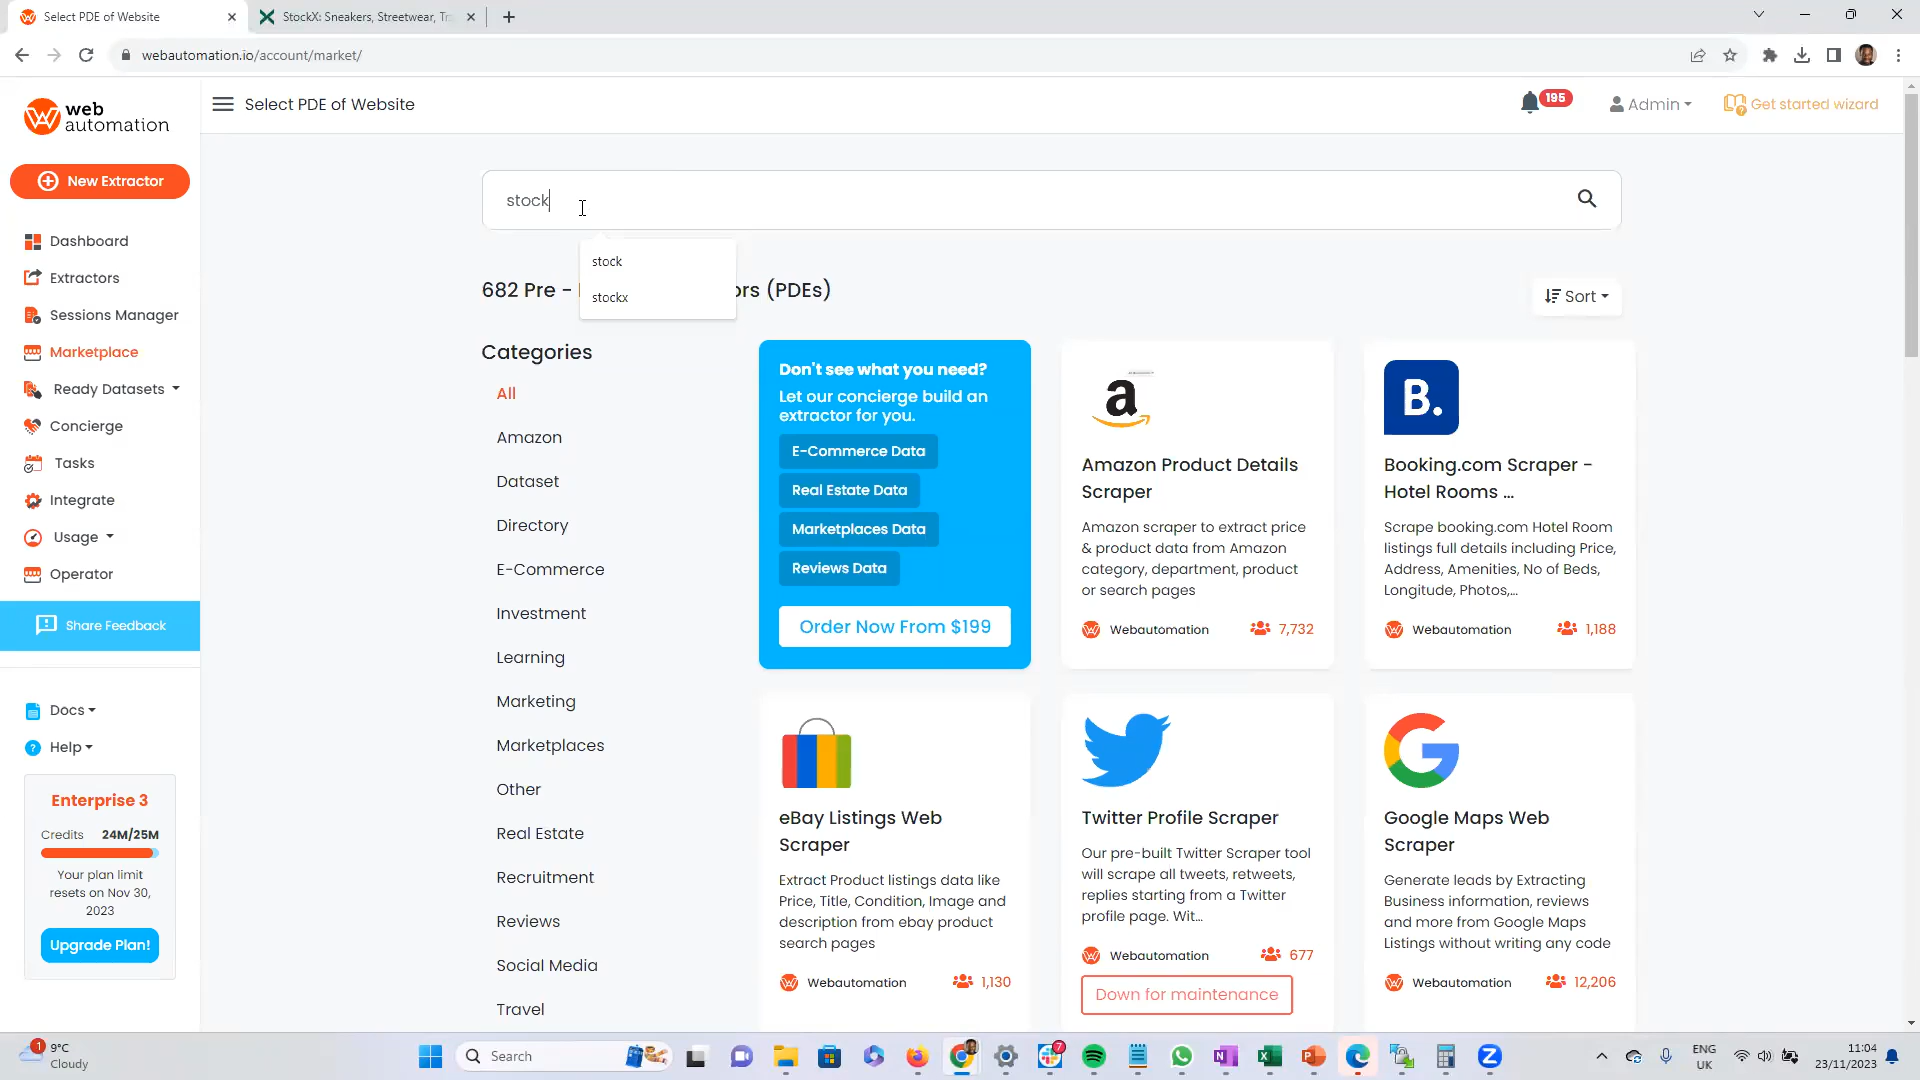 Select PDE of Website
StockX: Sneakers, Streetwear, Tr
webautomation.io/account/market/
web
automation
Select PDE of Website
195
Admin
Get started wizard
New Extractor
Dashboard
Extractors
Sessions Manager
Marketplace
Ready Datasets
Concierge
Tasks
Integrate
Usage
Operator
Share Feedback
Docs
Help
Enterprise 3
Credits 24M/25M
Your plan limit
resets on Nov 30,
2023
Upgrade Plan!
stock
stock
stockx
682 Pre - ors (PDEs)
Sort
Categories
All
Amazon
Dataset
Directory
E-Commerce
Investment
Learning
Marketing
Marketplaces
Other
Real Estate
Recruitment
Reviews
Social Media
Travel
Don't see what you need?
Let our concierge build an
extractor for you.
E-Commerce Data
Real Estate Data
Marketplaces Data
Reviews Data
Order Now From $199
a
Amazon Product Details
Scraper
Amazon scraper to extract price
& product data from Amazon
category, department, product
or search pages
Webautomation 7,732
B.
Booking.com Scraper -
Hotel Rooms ...
Scrape booking.com Hotel Room
listings full details including Price,
Address, Amenities, No of Beds,
Longitude, Photos,...
Webautomation 1,188
eBay Listings Web
Scraper
Extract Product listings data like
Price, Title, Condition, Image and
description from ebay product
search pages
Webautomation 1,130
Twitter Profile Scraper
Our pre-built Twitter Scraper tool
will scrape all tweets, retweets,
replies starting from a Twitter
profile page. Wit...
Webautomation 677
Down for maintenance
G
Google Maps Web
Scraper
Generate leads by Extracting
Business information, reviews
and more from Google Maps
Listings without writing any code
Webautomation 12,206
1
9°C
Cloudy
Search
7
ENG
UK
11:04
23/11/2023